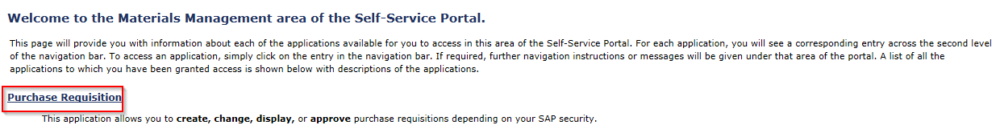 Welcome to the Materials Management area of the Self-Service Portal.
This page will provide you with information about each of the applications available for you to access in this area of the Self-Service Portal. For each application, you will see a corresponding entry across the second level
of the navigation bar. To access an application, simply click on the entry in the navigation bar. If required, further navigation instructions or messages will be given under that area of the portal. A list of all the
applications to which you have been granted access is shown below with descriptions of the applications.
Purchase Requisition
This application allows you to create, change, display, or approve purchase requisitions depending on your SAP security.